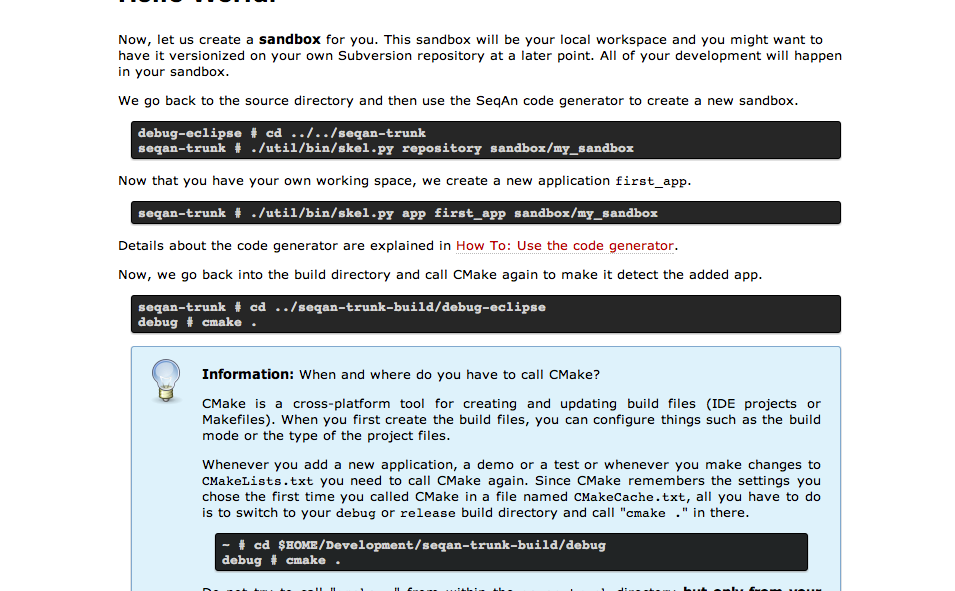 Now, let us create a sandbox for you. This sandbox will be your local workspace and you might want to
have it versionized on your own Subversion repository at a later point. All of your development will happen
in your sandbox.
We go back to the source directory and then use the SeqAn code generator to create a new sandbox.
debug-eclipse # cd ../../seqan-trunk
seqan-trunk # ./util/bin/skel.py repository sandbox/my_sandbox
Now that you have your own working space, we create a new application first_app.
seqan-trunk # ./util/bin/skel.py app first_app sandbox/my_sandbox
Details about the code generator are explained in How To: Use the code generator.
Now, we go back into the build directory and call CMake again to make it detect the added app.
seqan-trunk # cd ../seqan-trunk-build/debug-eclipse
debug # cmake .
Information: When and where do you have to call CMake?
CMake is a cross-platform tool for creating and updating build files (IDE projects or
Makefiles). When you first create the build files, you can configure things such as the build
mode or the type of the project files.
Whenever you add a new application, a demo or a test or whenever you make changes to
CMakeLists.txt you need to call CMake again. Since CMake remembers the settings you
chose the first time you called CMake in a file named CMakeCache.txt, all you have to do
is to switch to your debug or release build directory and call "cmake ." in there.
~ # cd $HOME/Development/seqan-trunk-build/debug
debug # cmake .